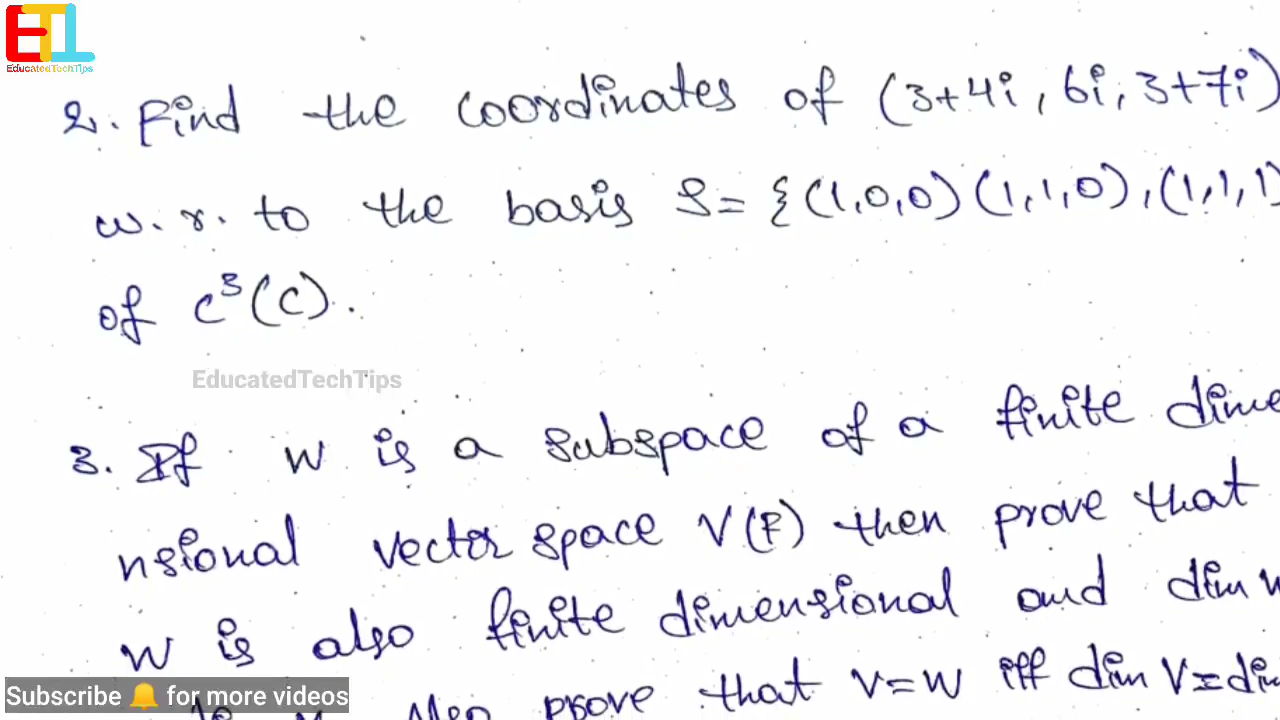 ETL
EducatedTechTips
2. Find the coordinates of (3+4i, 6i, 3+7i)
w.r. to the basis S= {(1,0,0) (1,1,0), (1,1,1)
of C³(C).
EducatedTechTips
3. If W is a subspace of a finite dime
nsional vector space V(F) then prove that
W is also finite dimensional and dim W
prove that V=W iff dim V=dim
Subscribe 🔔 for more videos